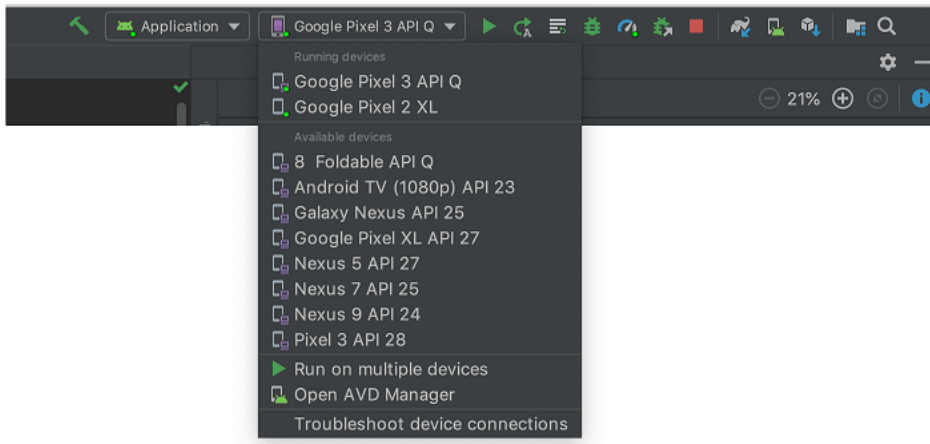 Application
Google Pixel 3 API Q
Running devices
Google Pixel 3 API Q
Google Pixel 2 XL
21%
Available devices
8 Foldable API Q
Android TV (1080p) API 23
Galaxy Nexus API 25
Google Pixel XL API 27
Nexus 5 API 27
Nexus 7 API 25
Nexus 9 API 24
Pixel 3 API 28
Run on multiple devices
Open AVD Manager
Troubleshoot device connections